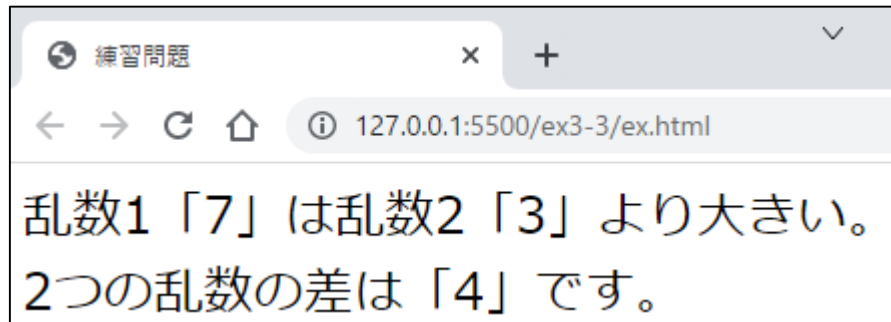 練習問題
127.0.0.1:5500/ex3-3/ex.html
乱数1「7」は乱数2「3」より大きい。
2つの乱数の差は「4」です。